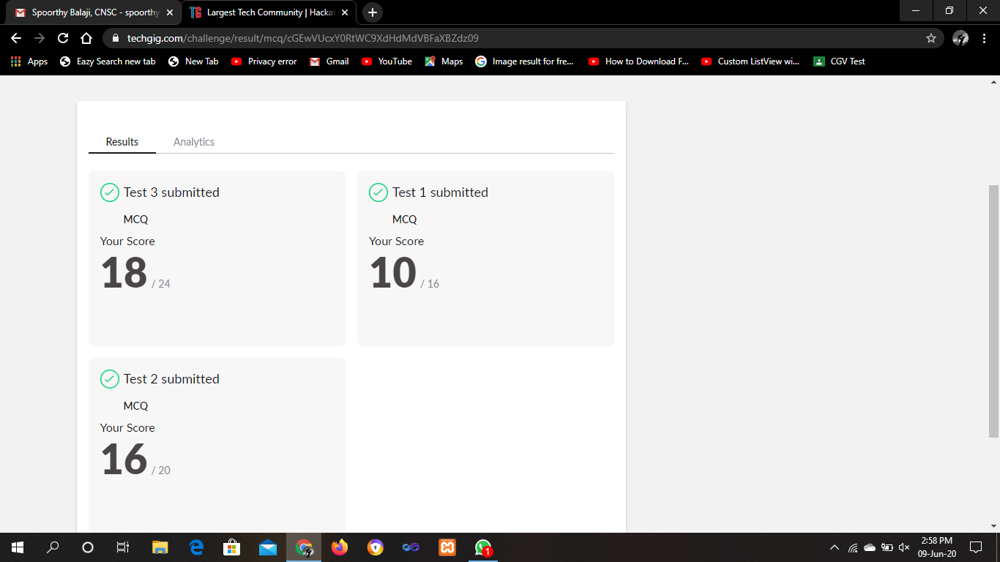 Spoorthy Balaji, CNSC - spoorthy
Largest Tech Community | Hacka
techgig.com/challenge/result/mcq/cGEwVUcxY0RtWC9XdHdMdVBFaXBZdz09
Apps
Eazy Search new tab
New Tab
Privacy error
Gmail
YouTube
Maps
Image result for fre...
How to Download F...
Custom ListView wi...
CGV Test
Results
Analytics
Test 3 submitted
MCQ
Your Score
18 / 24
Test 1 submitted
MCQ
Your Score
10 / 16
Test 2 submitted
MCQ
Your Score
16 / 20
1
2:58 PM
09-Jun-20